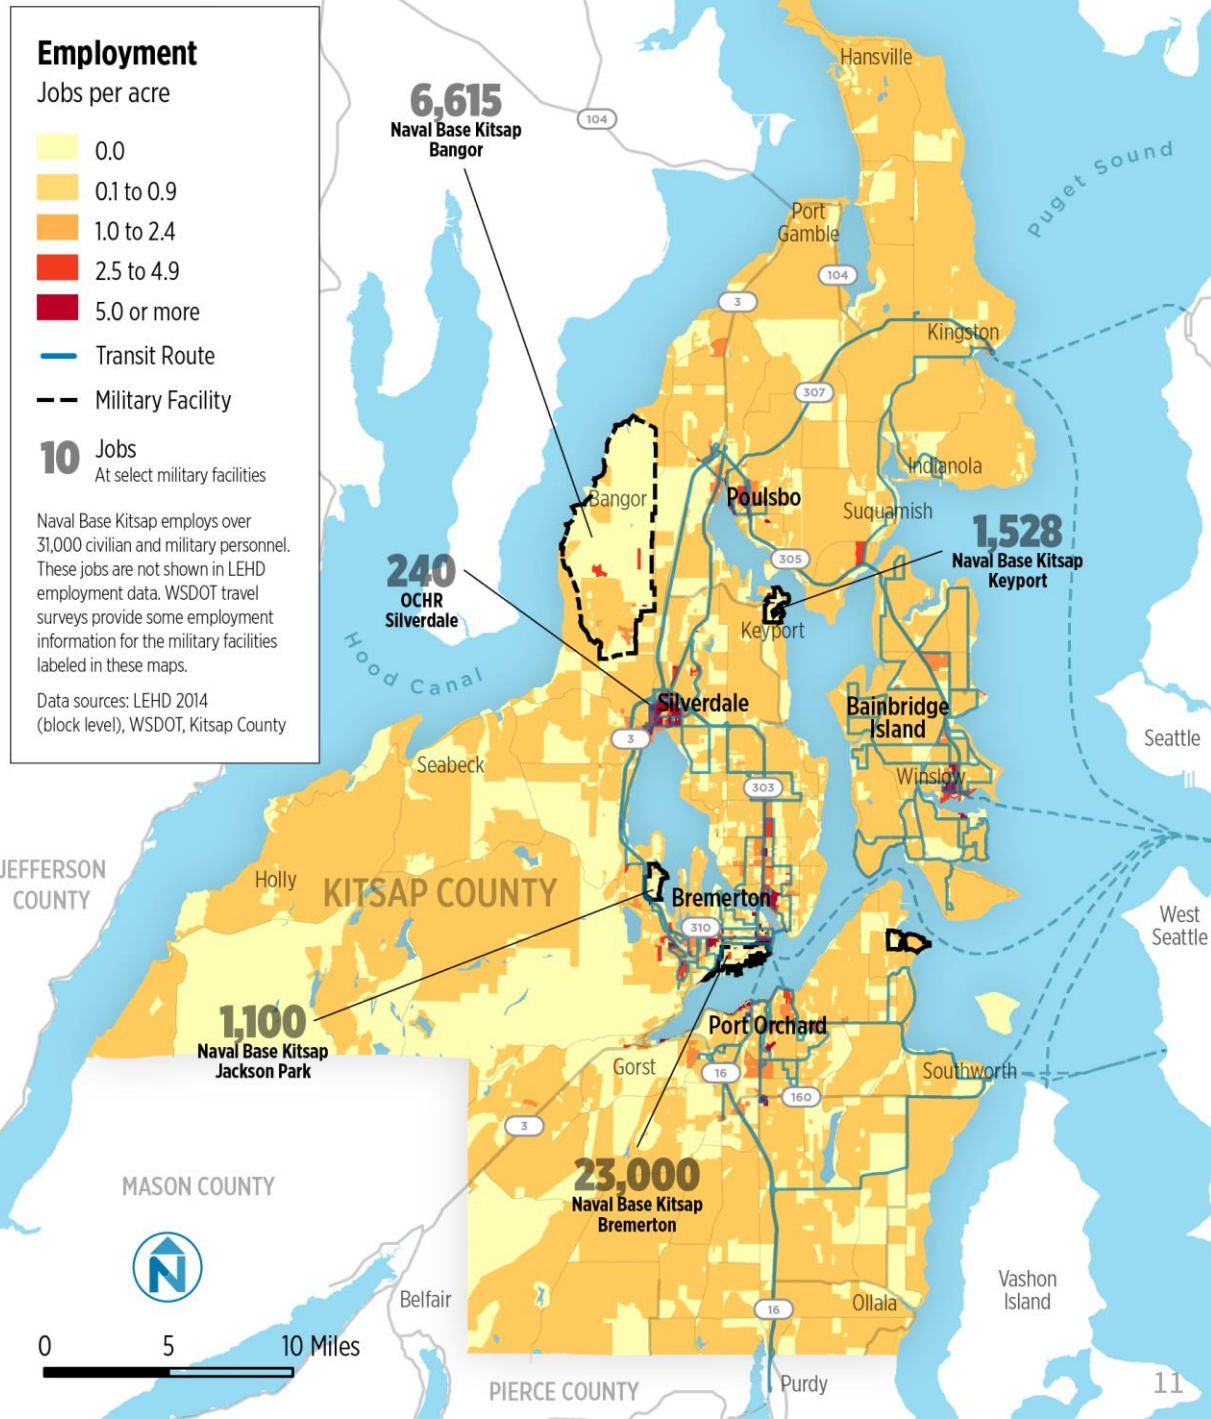 Employment
Jobs per acre
0.0
0.1 to 0.9
1.0 to 2.4
2.5 to 4.9
5.0 or more
Transit Route
Military Facility
10 Jobs
At select military facilities
Naval Base Kitsap employs over
31,000 civilian and military personnel.
These jobs are not shown in LEHD
employment data. WSDOT travel
surveys provide some employment
information for the military facilities
labeled in these maps.
Data sources: LEHD 2014
(block level), WSDOT, Kitsap County
6,615
Naval Base Kitsap
Bangor
104
Hansville
Puget Sound
Port
Gamble
104
3
Kingston
307
Indianola
Bangor
Poulsbo
Suquamish
1,528
Naval Base Kitsap
Keyport
305
240
OCHR
Silverdale
Keyport
Hood Canal
Silverdale
Bainbridge
Island
3
Seattle
Seabeck
Winslow
303
JEFFERSON
COUNTY
Holly
KITSAP COUNTY
Bremerton
310
West
Seattle
1,100
Naval Base Kitsap
Jackson Park
Port Orchard
Gorst
16
Southworth
160
3
23,000
Naval Base Kitsap
Bremerton
MASON COUNTY
N
Belfair
Vashon
Island
Ollala
16
0 5 10 Miles
PIERCE COUNTY
Purdy
11